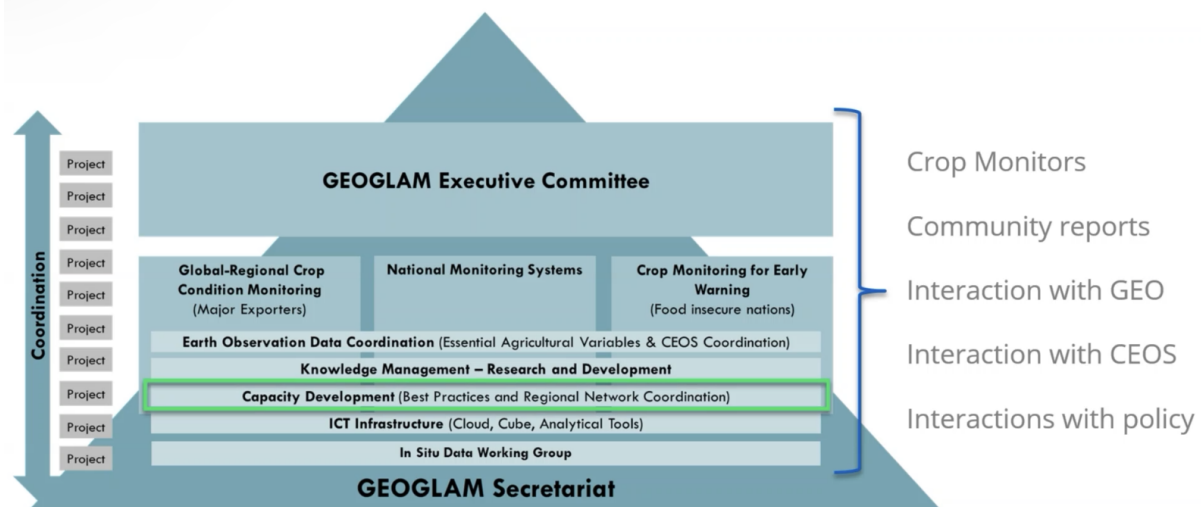 Coordination
Project
Project
Project
Project
Project
Project
Project
Project
Project
Project
GEOGLAM Executive Committee
Global-Regional Crop
Condition Monitoring
(Major Exporters)
National Monitoring Systems
Crop Monitoring for Early
Warning
(Food insecure nations)
Earth Observation Data Coordination (Essential Agricultural Variables & CEOS Coordination)
Knowledge Management – Research and Development
Capacity Development (Best Practices and Regional Network Coordination)
ICT Infrastructure (Cloud, Cube, Analytical Tools)
In Situ Data Working Group
GEOGLAM Secretariat
Crop Monitors
Community reports
Interaction with GEO
Interaction with CEOS
Interactions with policy